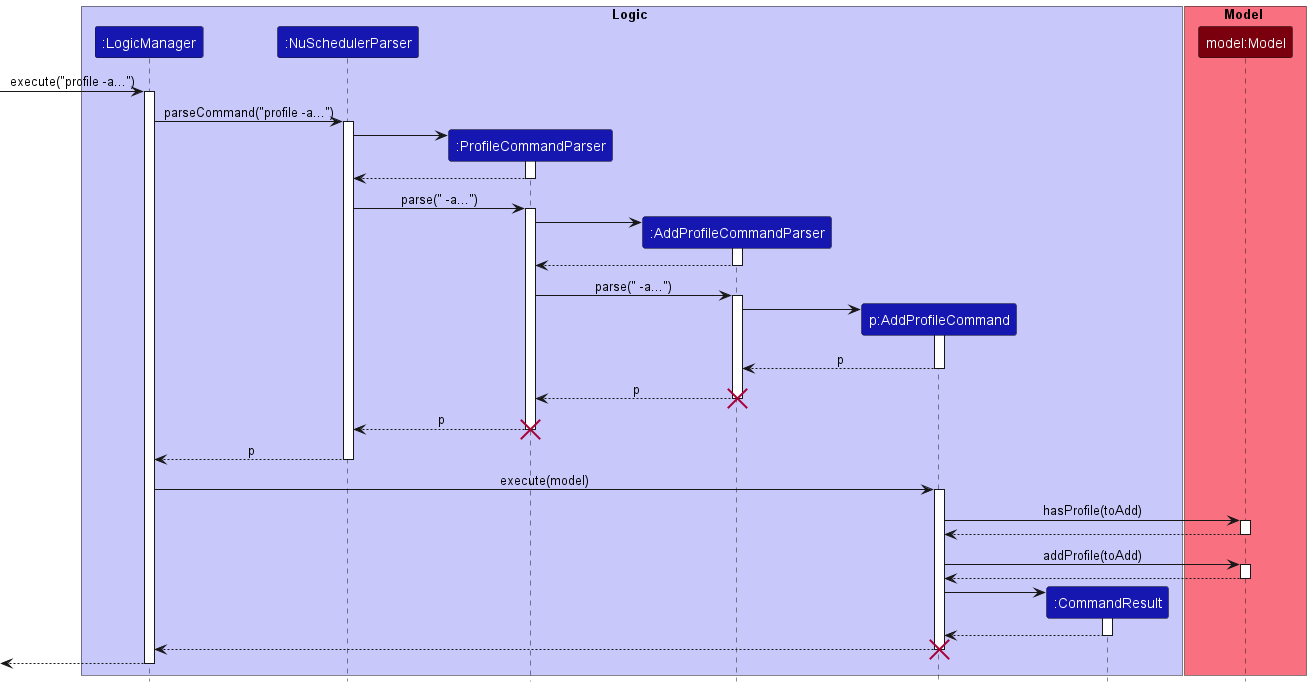 Logic
Model
:LogicManager
:NuSchedulerParser
model:Model
execute("profile -a...")
parseCommand("profile -a...")
:ProfileCommandParser
parse(" -a...")
:AddProfileCommandParser
parse(" -a...")
p:AddProfileCommand
p
p
p
p
execute(model)
hasProfile(toAdd)
addProfile(toAdd)
:CommandResult